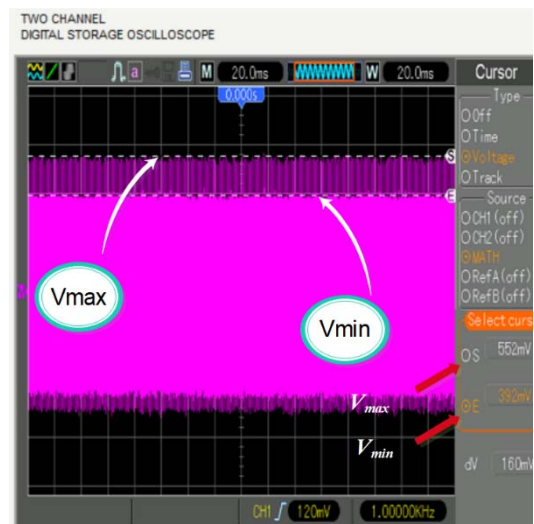 TWO CHANNEL
DIGITAL STORAGE OSCILLOSCOPE
a M 20.0ms W 20.0ms Cursor
0.000s
Type
Off
Time
Voltage
Track
Source
CH1(off)
CH2(off)
MATH
RefA(off)
RefB(off)
Select curs
S 552mV
E 392mV
dV 160mV
S
E
Vmax
Vmin
Vmax
Vmin
CH1 120mV 1.00000KHz